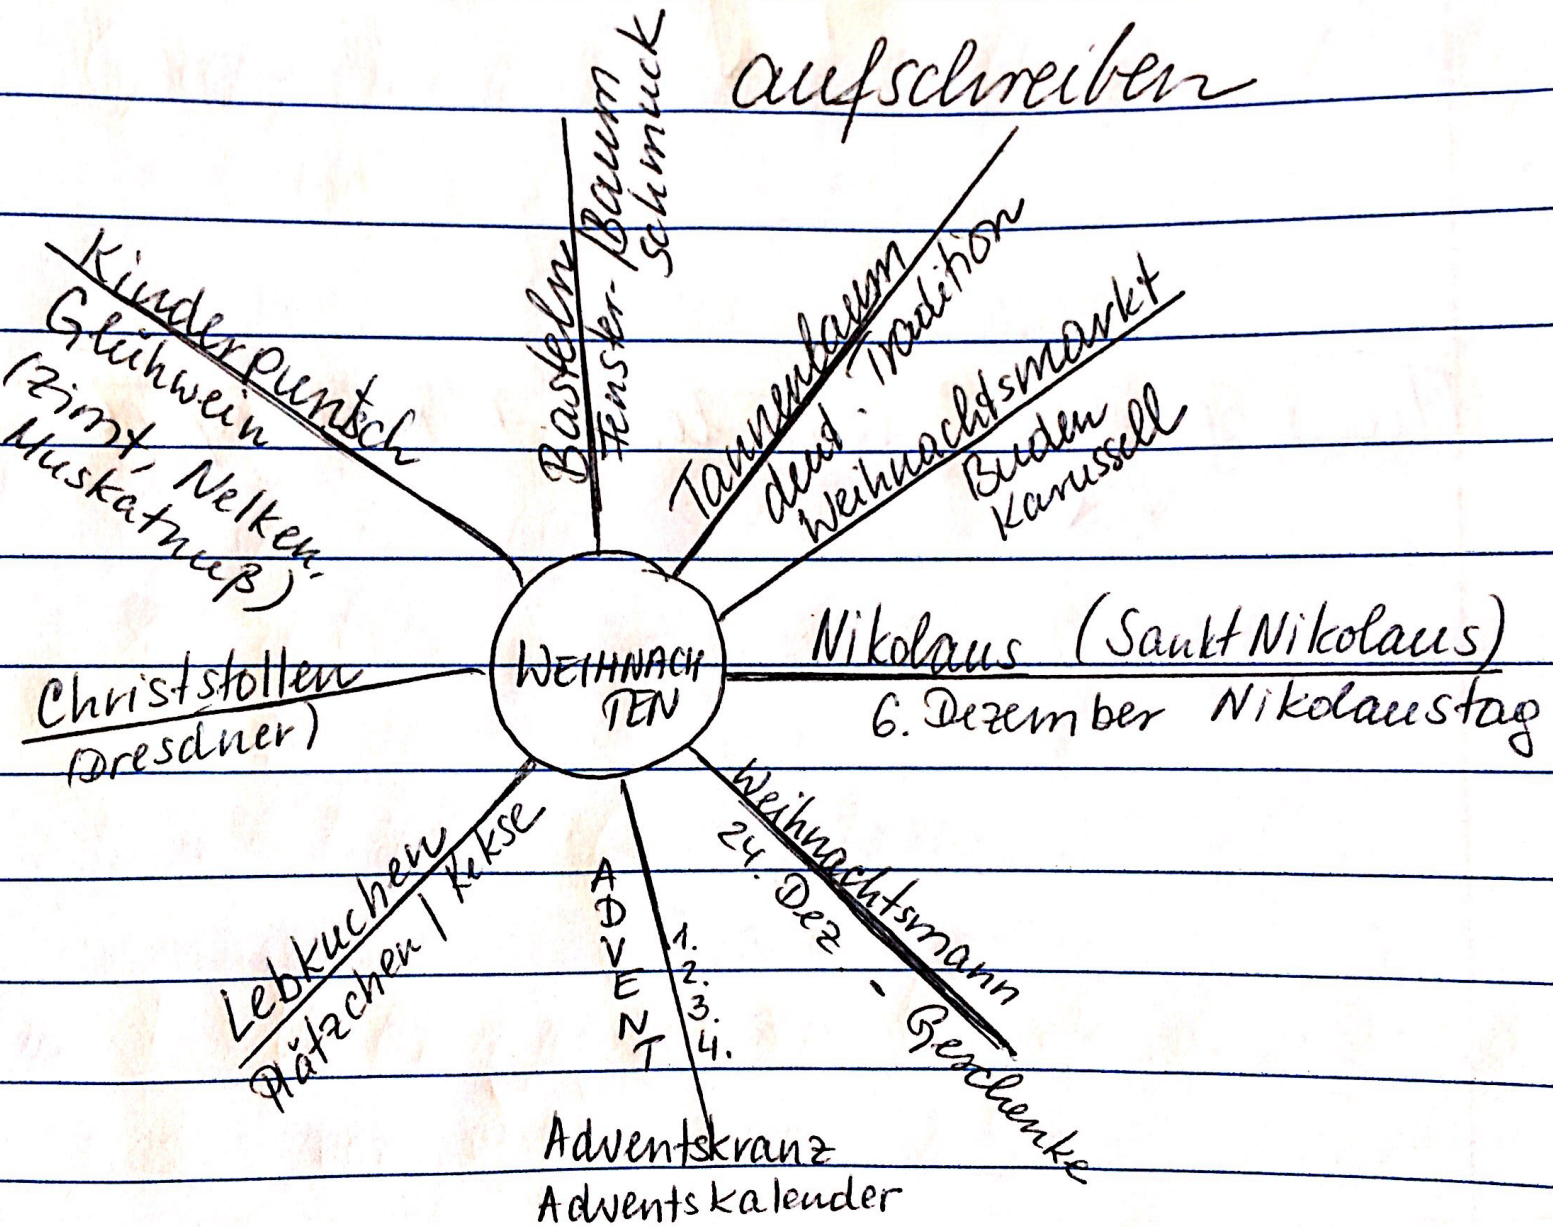 aufschreiben
Kinderpuntsch
Glühwein
(Zimt, Nelken,
Muskatnuß)
Basteln
Fenster-/Baum
schmuck
Tannenbaum
deut. Tradition
Weihnachtsmarkt
Buden
Karussell
WEIHNACH
TEN
Nikolaus (Sankt Nikolaus)
6. Dezember Nikolaustag
Weihnachtsmann
24. Dez. - Geschenke
ADVENT
1.
2.
3.
4.
Adventskranz
Adventskalender
Lebkuchen
Plätzchen / Kekse
Christstollen
(Dresdner)